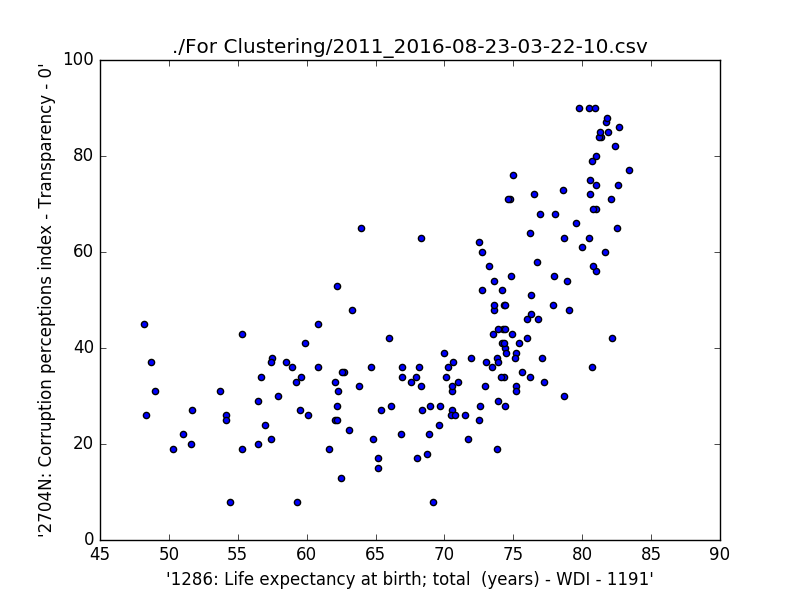 ./For Clustering/2011_2016-08-23-03-22-10.csv
100
80
60
40
20
0
'2704N: Corruption perceptions index - Transparency - 0'
45 50 55 60 65 70 75 80 85 90
'1286: Life expectancy at birth; total  (years) - WDI - 1191'